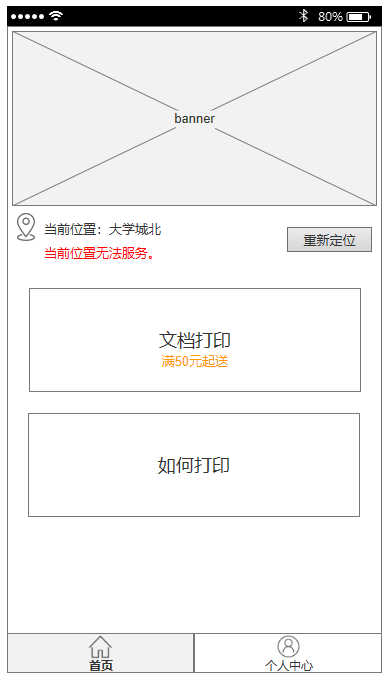 80%
banner
当前位置：大学城北
当前位置无法服务。
重新定位
文档打印
满50元起送
如何打印
首页
个人中心